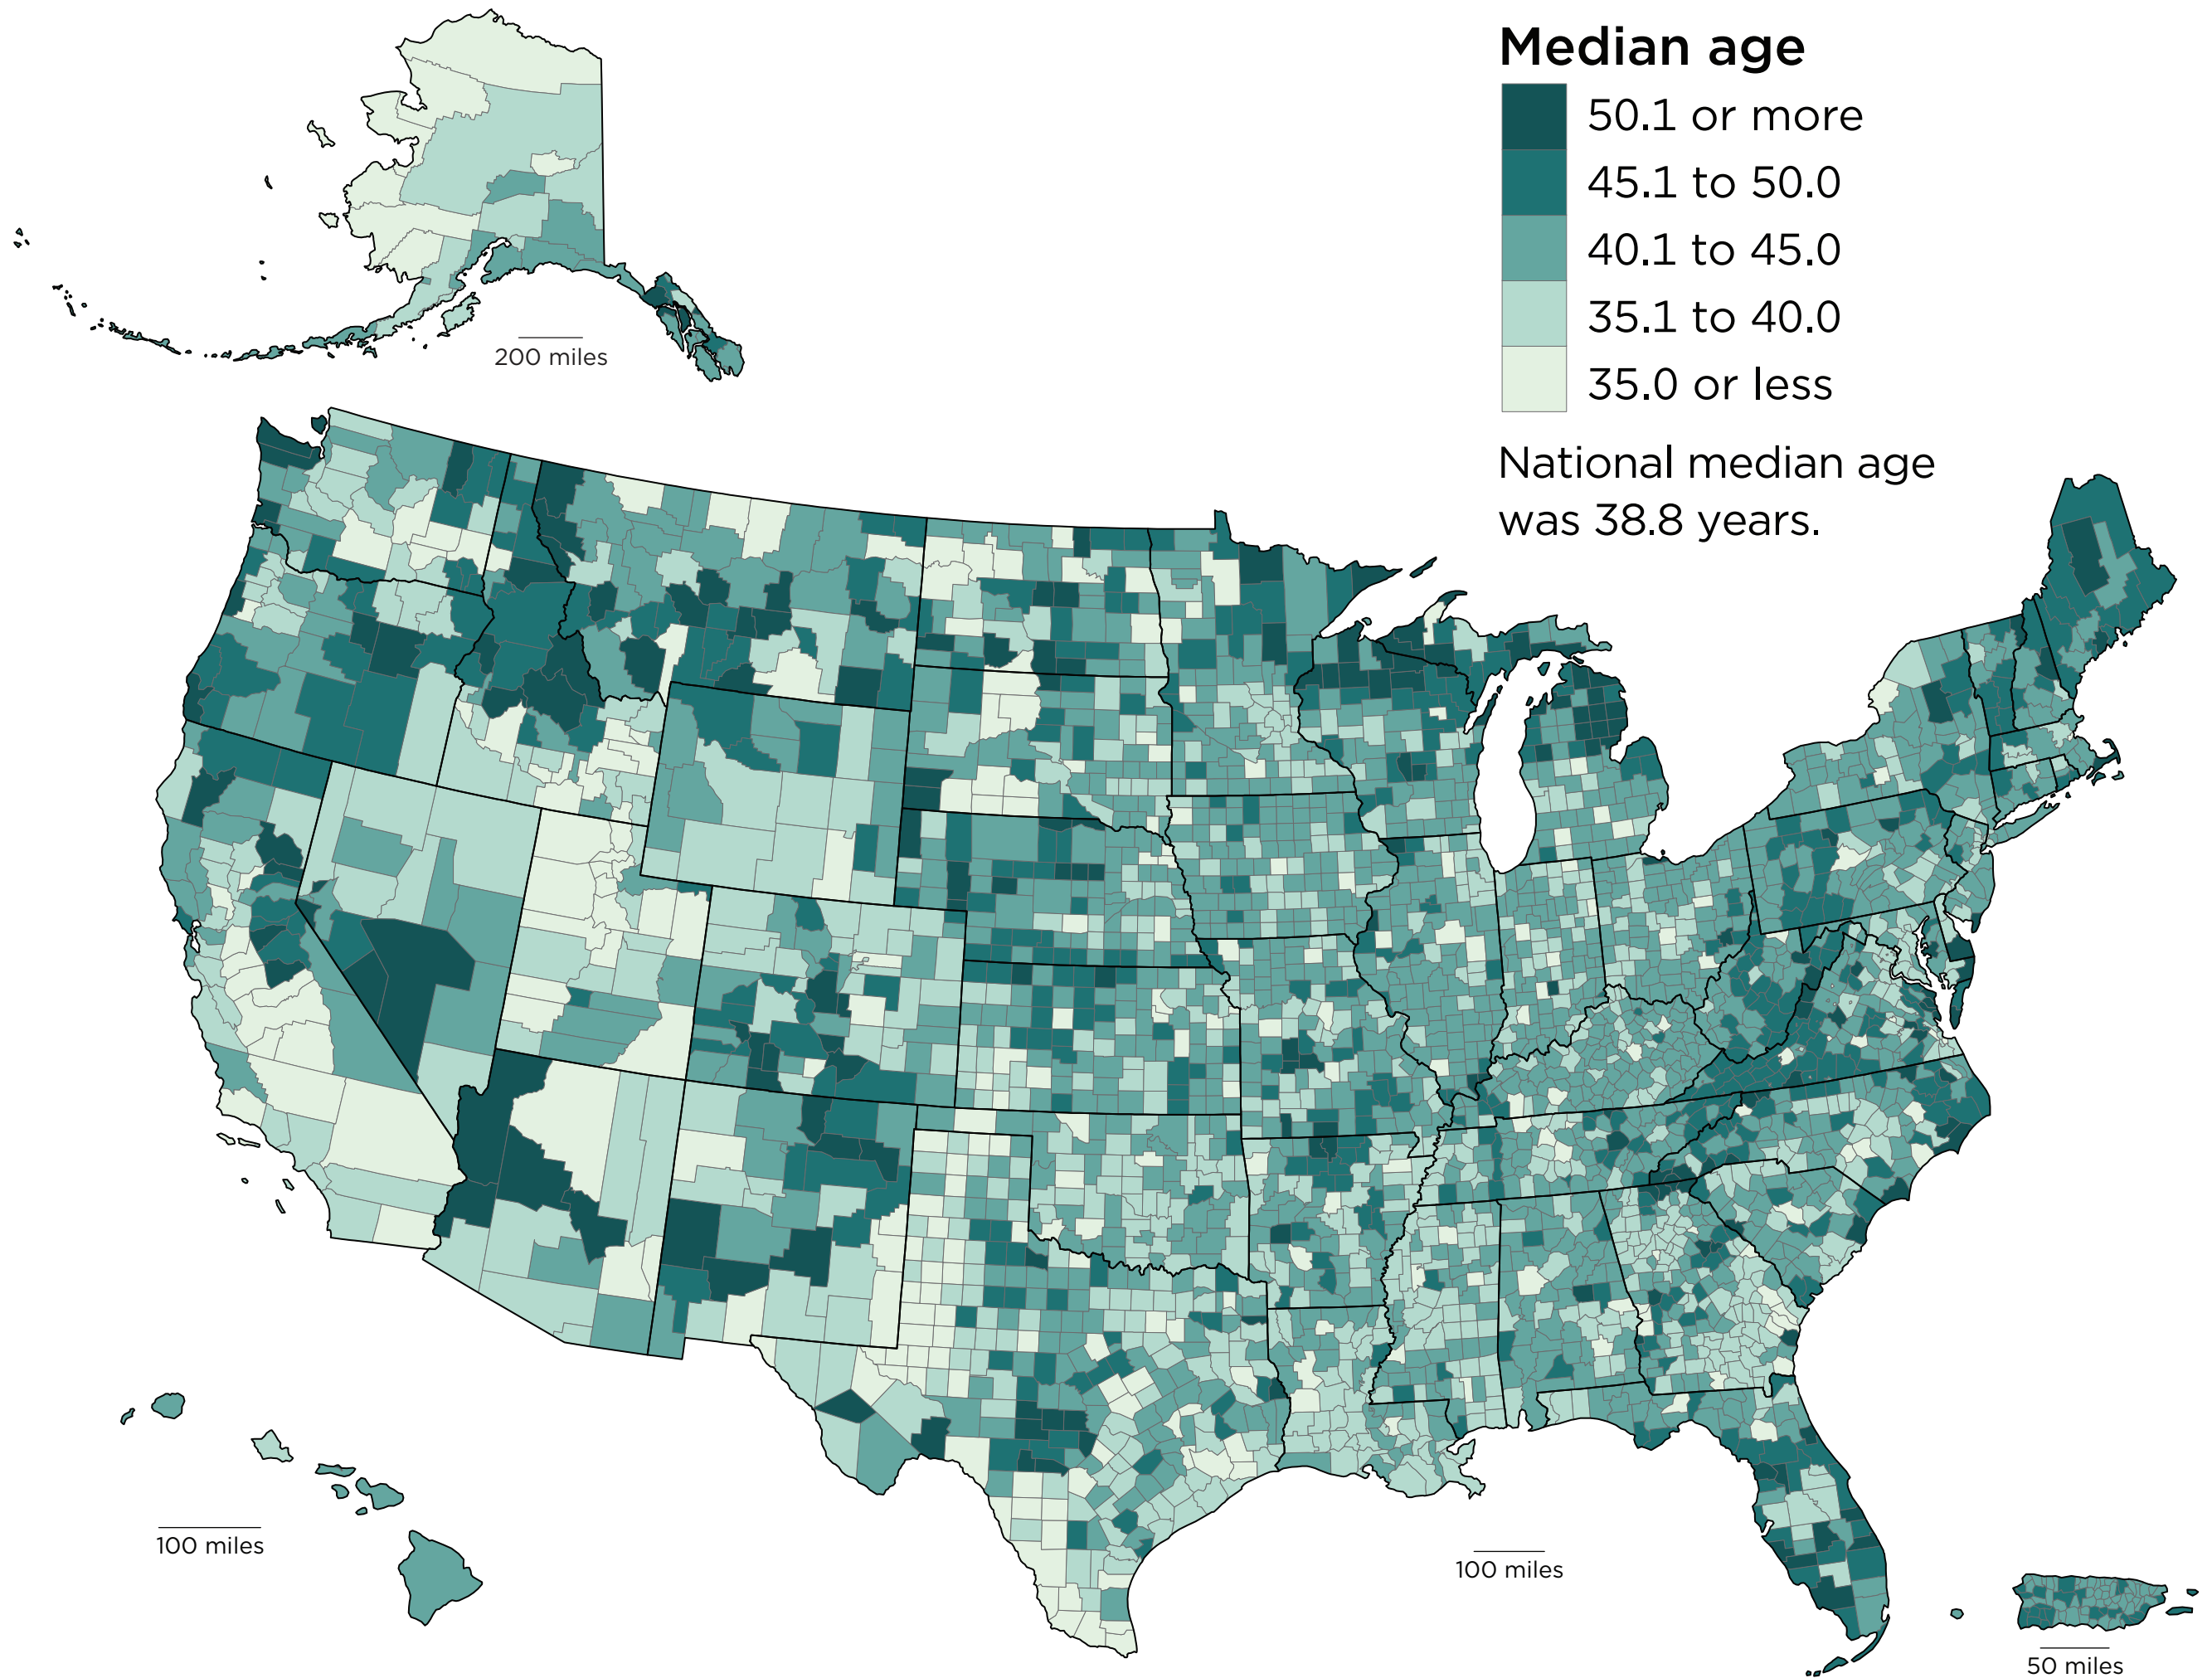 Median age
50.1 or more
45.1 to 50.0
40.1 to 45.0
35.1 to 40.0
35.0 or less
National median age
was 38.8 years.
200 miles
100 miles
100 miles
50 miles